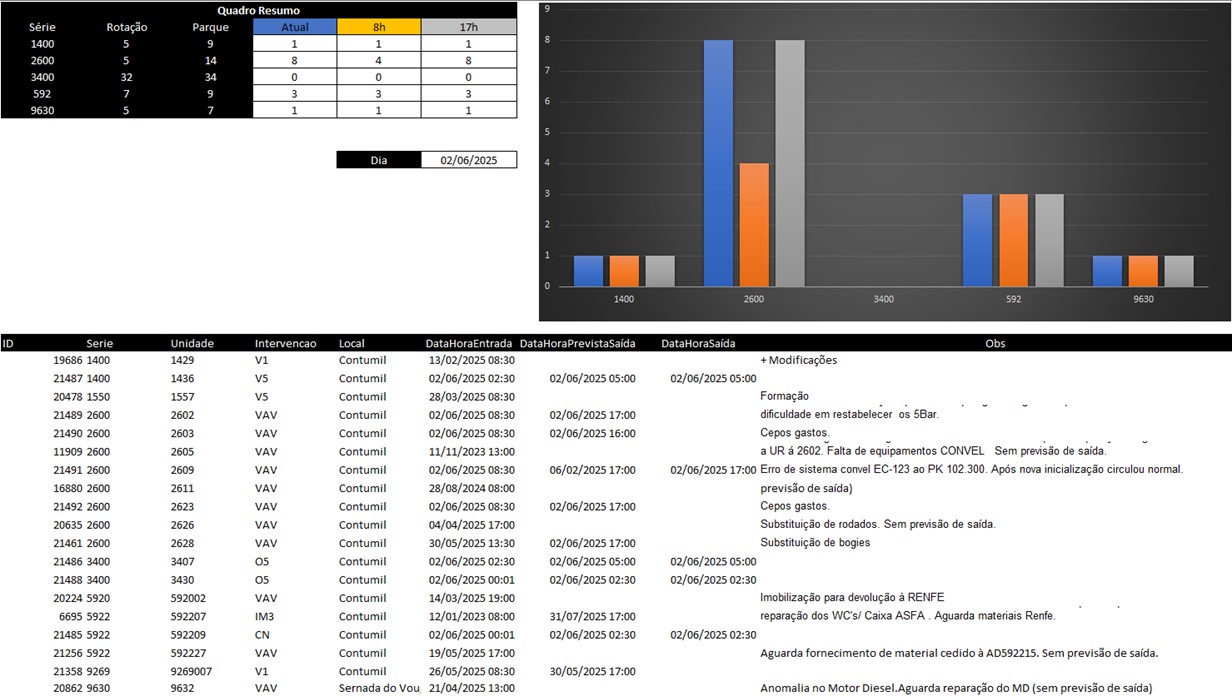 Quadro Resumo
Série Rotação Parque Atual 8h 17h
1400 5 9 1 1 1
2600 5 14 8 4 8
3400 32 34 0 0 0
592 7 9 3 3 3
9630 5 7 1 1 1
Dia 02/06/2025
9
8
7
6
5
4
3
2
1
0
1400 2600 3400 592 9630
ID Serie Unidade Intervencao Local DataHoraEntrada DataHoraPrevistaSaída DataHoraSaída Obs
19686 1400 1429 V1 Contumil 13/02/2025 08:30 + Modificações
21487 1400 1436 V5 Contumil 02/06/2025 02:30 02/06/2025 05:00 02/06/2025 05:00
20478 1550 1557 V5 Contumil 28/03/2025 08:30 Formação
21489 2600 2602 VAV Contumil 02/06/2025 08:30 02/06/2025 17:00 dificuldade em restabelecer os 5Bar.
21490 2600 2603 VAV Contumil 02/06/2025 08:30 02/06/2025 16:00 Cepos gastos.
11909 2600 2605 VAV Contumil 11/11/2023 13:00 a UR á 2602. Falta de equipamentos CONVEL Sem previsão de saída.
21491 2600 2609 VAV Contumil 02/06/2025 08:30 06/02/2025 17:00 02/06/2025 17:00 Erro de sistema convel EC-123 ao PK 102.300. Após nova inicialização circulou normal.
16880 2600 2611 VAV Contumil 28/08/2024 08:00 previsão de saída)
21492 2600 2623 VAV Contumil 02/06/2025 08:30 02/06/2025 17:00 Cepos gastos.
20635 2600 2626 VAV Contumil 04/04/2025 17:00 Substituição de rodados. Sem previsão de saída.
21461 2600 2628 VAV Contumil 30/05/2025 13:30 02/06/2025 17:00 Substituição de bogies
21486 3400 3407 O5 Contumil 02/06/2025 02:30 02/06/2025 05:00 02/06/2025 05:00
21488 3400 3430 O5 Contumil 02/06/2025 00:01 02/06/2025 02:30 02/06/2025 02:30
20224 5920 592002 VAV Contumil 14/03/2025 19:00 Imobilização para devolução à RENFE
6695 5922 592207 IM3 Contumil 12/01/2023 08:00 31/07/2025 17:00 reparação dos WC's/ Caixa ASFA . Aguarda materiais Renfe.
21485 5922 592209 CN Contumil 02/06/2025 00:01 02/06/2025 02:30 02/06/2025 02:30
21256 5922 592227 VAV Contumil 19/05/2025 17:00 Aguarda fornecimento de material cedido à AD592215. Sem previsão de saída.
21358 9269 9269007 V1 Contumil 26/05/2025 08:30 30/05/2025 17:00
20862 9630 9632 VAV Sernada do Vou 21/04/2025 13:00 Anomalia no Motor Diesel.Aguarda reparação do MD (sem previsão de saída)